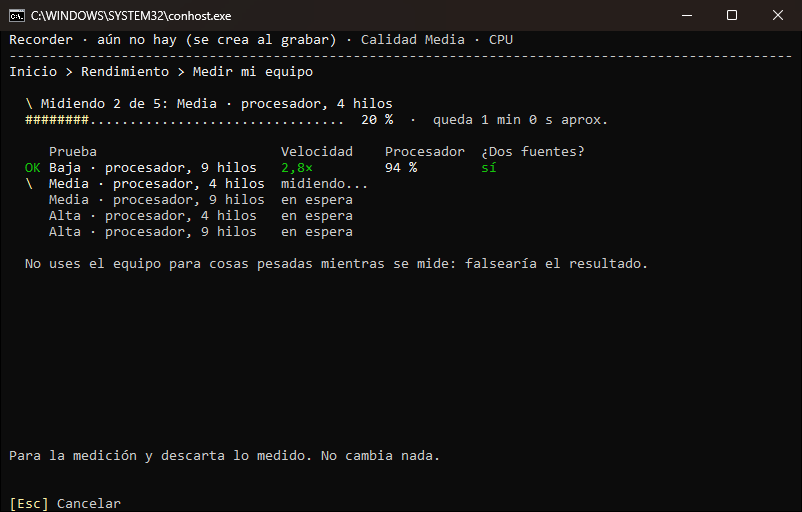 C:\WINDOWS\SYSTEM32\conhost.exe
Recorder · aún no hay (se crea al grabar) · Calidad Media · CPU
--------------------------------------------------------------------------------------------------
Inicio > Rendimiento > Medir mi equipo
\ Midiendo 2 de 5: Media · procesador, 4 hilos
########................................ 20 % · queda 1 min 0 s aprox.
Prueba Velocidad Procesador ¿Dos fuentes?
OK Baja · procesador, 9 hilos 2,8x 94 % sí
\ Media · procesador, 4 hilos midiendo...
Media · procesador, 9 hilos en espera
Alta · procesador, 4 hilos en espera
Alta · procesador, 9 hilos en espera
No uses el equipo para cosas pesadas mientras se mide: falsearía el resultado.
Para la medición y descarta lo medido. No cambia nada.
[Esc] Cancelar